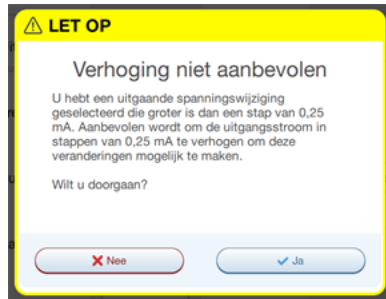 LET OP
Verhoging niet aanbevolen
U hebt een uitgaande spanningswijziging
geselecteerd die groter is dan een stap van 0,25
mA. Aanbevolen wordt om de uitgangsstroom in
stappen van 0,25 mA te verhogen om deze
veranderingen mogelijk te maken.
Wilt u doorgaan?
Nee
Ja